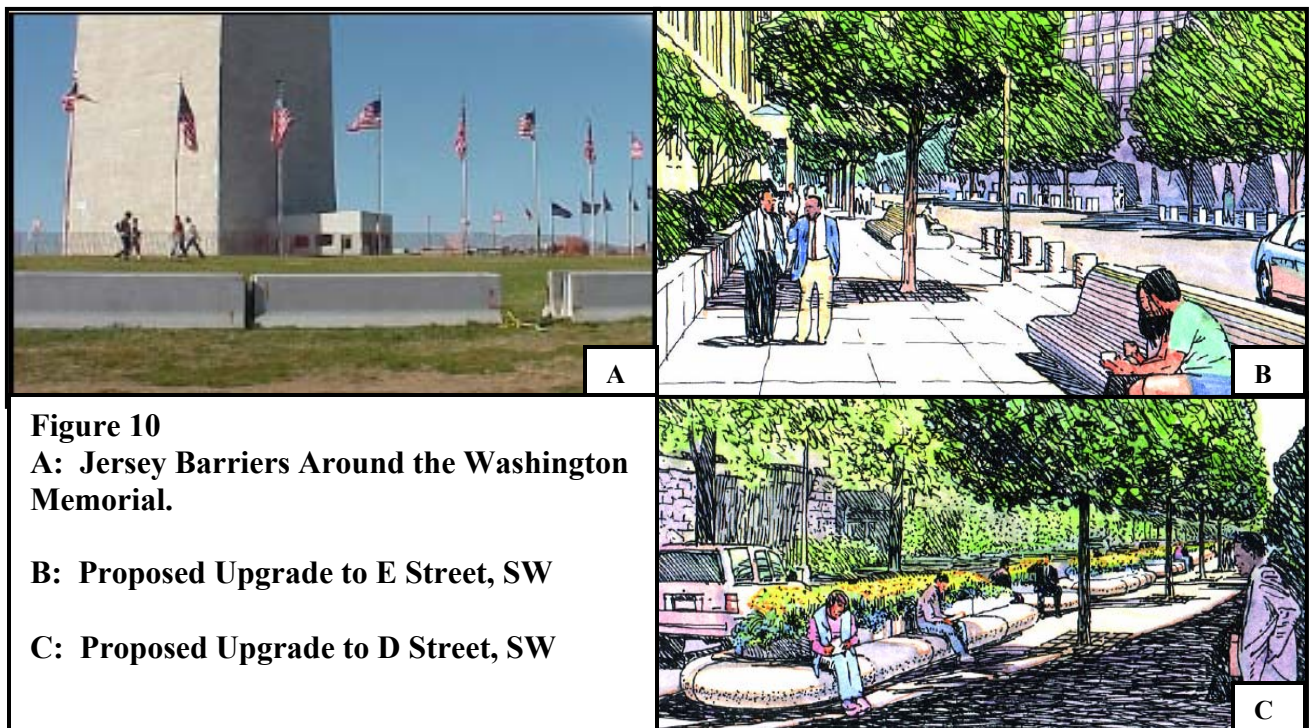 A
B
Figure 10
A: Jersey Barriers Around the Washington
Memorial.
B: Proposed Upgrade to E Street, SW
C: Proposed Upgrade to D Street, SW
C